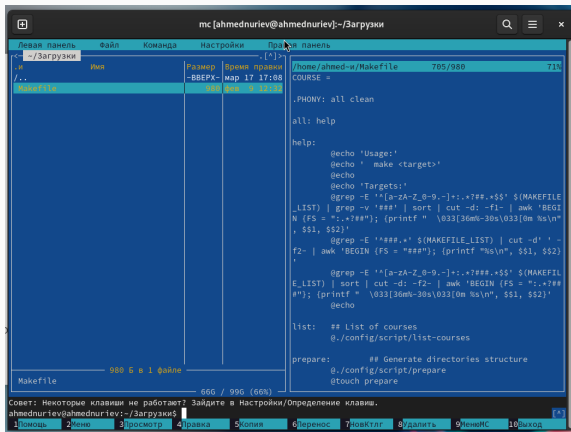 mc [ahmednuriev@ahmednuriev]:~/Загрузки
Левая панель Файл Команда Настройки Правая панель
<- ~/Загрузки .[^]>
.и Имя Размер Время правки
/.. -ВВЕРХ- мар 17 17:08
Makefile 980 фев 9 12:32
980 Б в 1 файле
Makefile
66G / 99G (66%)
/home/ahmed~и/Makefile 705/980 71%
COURSE =
.PHONY: all clean
all: help
help:
@echo 'Usage:'
@echo ' make <target>'
@echo
@echo 'Targets:'
@grep -E '^[a-zA-Z_0-9.-]+:.*?##.*$$' $(MAKEFILE
_LIST) | grep -v '###' | sort | cut -d: -f1- | awk 'BEGI
N {FS = ":.*?##"}; {printf " \033[36m%-30s\033[0m %s\n"
, $$1, $$2}'
@grep -E '^###.*' $(MAKEFILE_LIST) | cut -d' ' -
f2- | awk 'BEGIN {FS = "###"}; {printf "%s\n", $$1, $$2}
'
@grep -E '^[a-zA-Z_0-9.-]+:.*?###.*$$' $(MAKEFIL
E_LIST) | sort | cut -d: -f2- | awk 'BEGIN {FS = ":.*?##
#"}; {printf " \033[36m%-30s\033[0m %s\n", $$1, $$2}'
@echo
list: ## List of courses
@./config/script/list-courses
prepare: ## Generate directories structure
@./config/script/prepare
@touch prepare
Совет: Некоторые клавиши не работают? Зайдите в Настройки/Определение клавиш.
ahmednuriev@ahmednuriev:~/Загрузки$ [^]
1Помощь 2Меню 3Просмотр 4Правка 5Копия 6Перенос 7НовКтлг 8Удалить 9МенюМС 10Выход